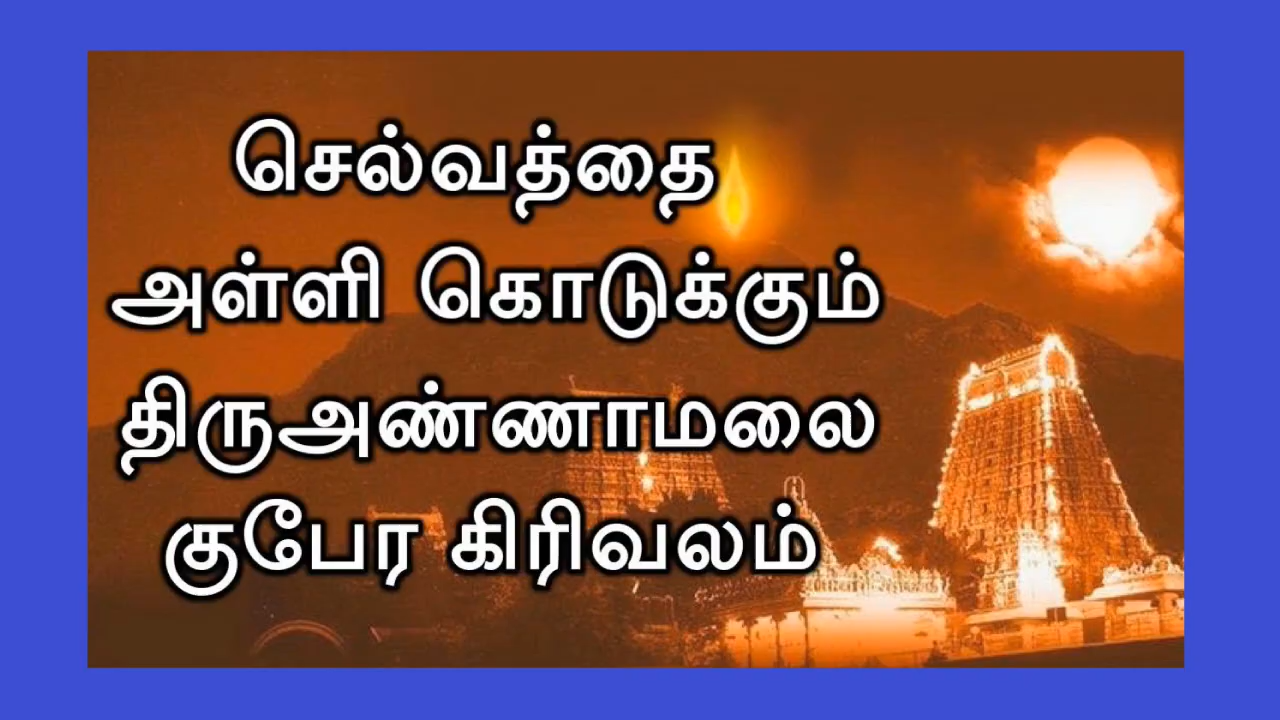 செல்வத்தை
அள்ளி கொடுக்கும்
திருஅண்ணாமலை
குபேர கிரிவலம்